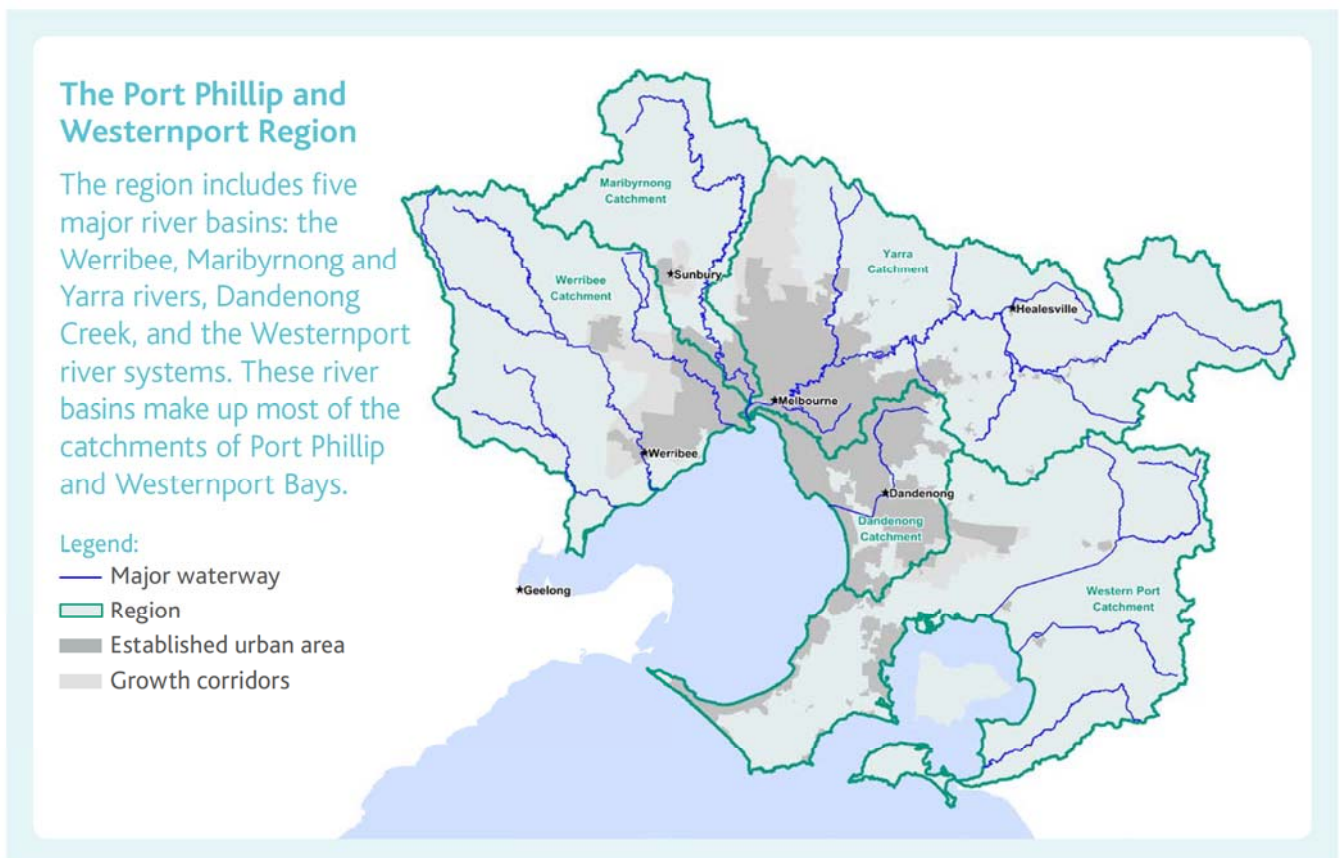 The Port Phillip and
Westernport Region
The region includes five
major river basins: the
Werribee, Maribyrnong and
Yarra rivers, Dandenong
Creek, and the Westernport
river systems. These river
basins make up most of the
catchments of Port Phillip
and Westernport Bays.
Legend:
Major waterway
Region
Established urban area
Growth corridors
Maribyrnong
Catchment
Sunbury
Werribee
Catchment
Yarra
Catchment
Healesville
Melbourne
Werribee
Dandenong
Dandenong
Catchment
Geelong
Western Port
Catchment